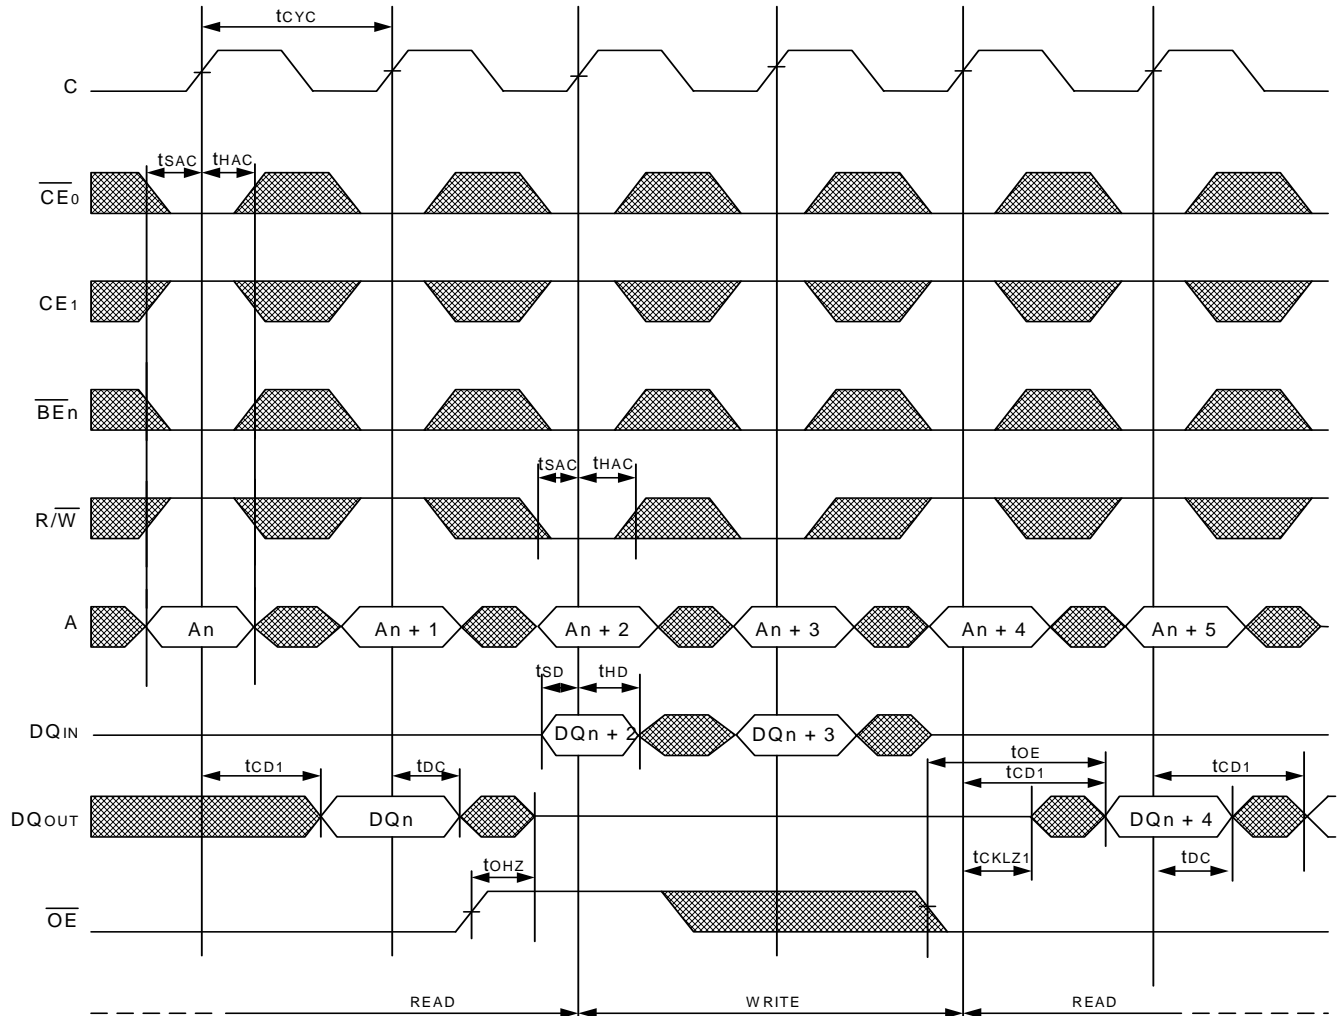 tCYC
C
tSAC tHAC
CE0
CE1
BEn
tSAC tHAC
R/W
A An An + 1 An + 2 An + 3 An + 4 An + 5
tSD tHD
DQIN DQn + 2 DQn + 3
tOE
tCD1 tDC tCD1 tCD1
DQOUT DQn DQn + 4
tOHZ tCKLZ1 tDC
OE
READ WRITE READ